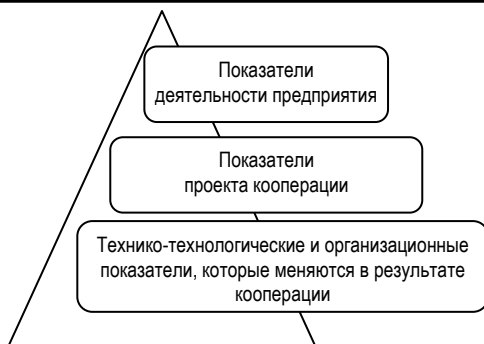 Показатели
деятельности предприятия
Показатели
проекта кооперации
Технико-технологические и организационные
показатели, которые меняются в результате
кооперации